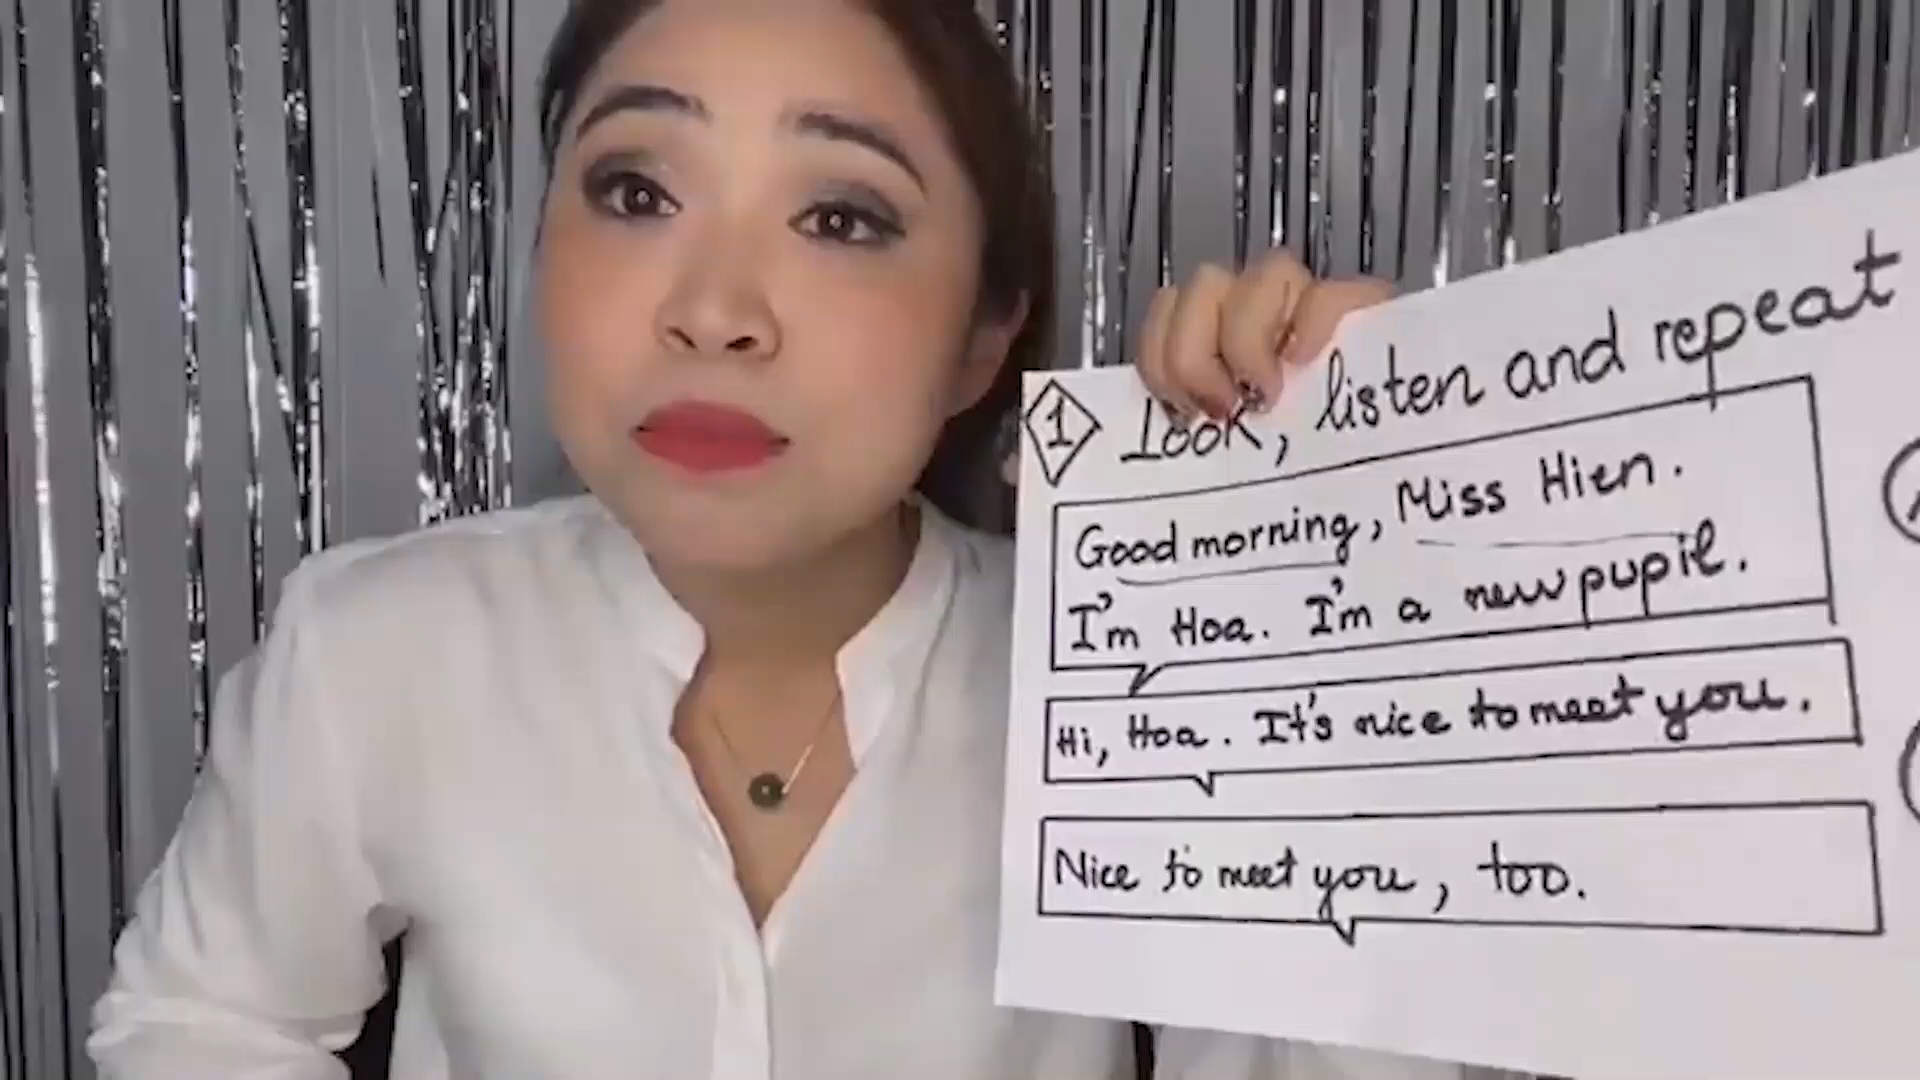 1 Look, listen and repeat
Good morning, Miss Hien.
I'm Hoa. I'm a new pupil.
Hi, Hoa. It's nice to meet you.
Nice to meet you, too.